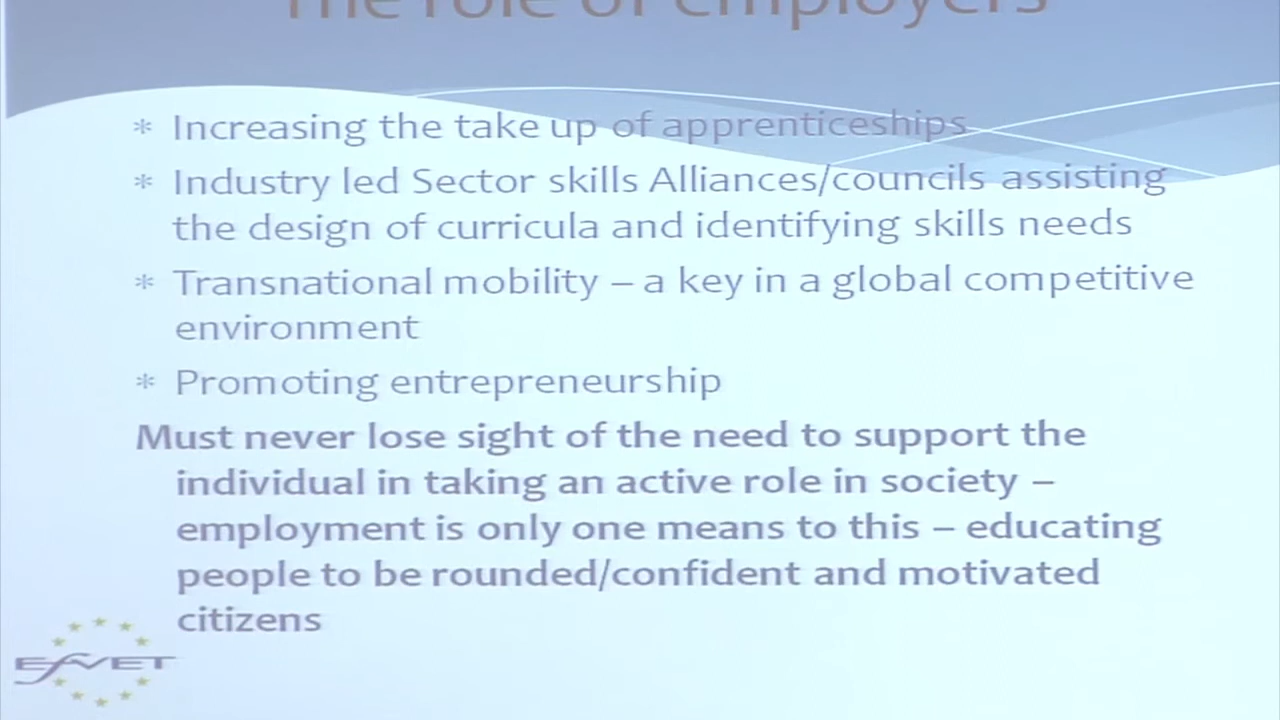 The role of employers
* Increasing the take up of apprenticeships
* Industry led Sector skills Alliances/councils assisting
the design of curricula and identifying skills needs
* Transnational mobility – a key in a global competitive
environment
* Promoting entrepreneurship
Must never lose sight of the need to support the
individual in taking an active role in society –
employment is only one means to this – educating
people to be rounded/confident and motivated
citizens
EfVET